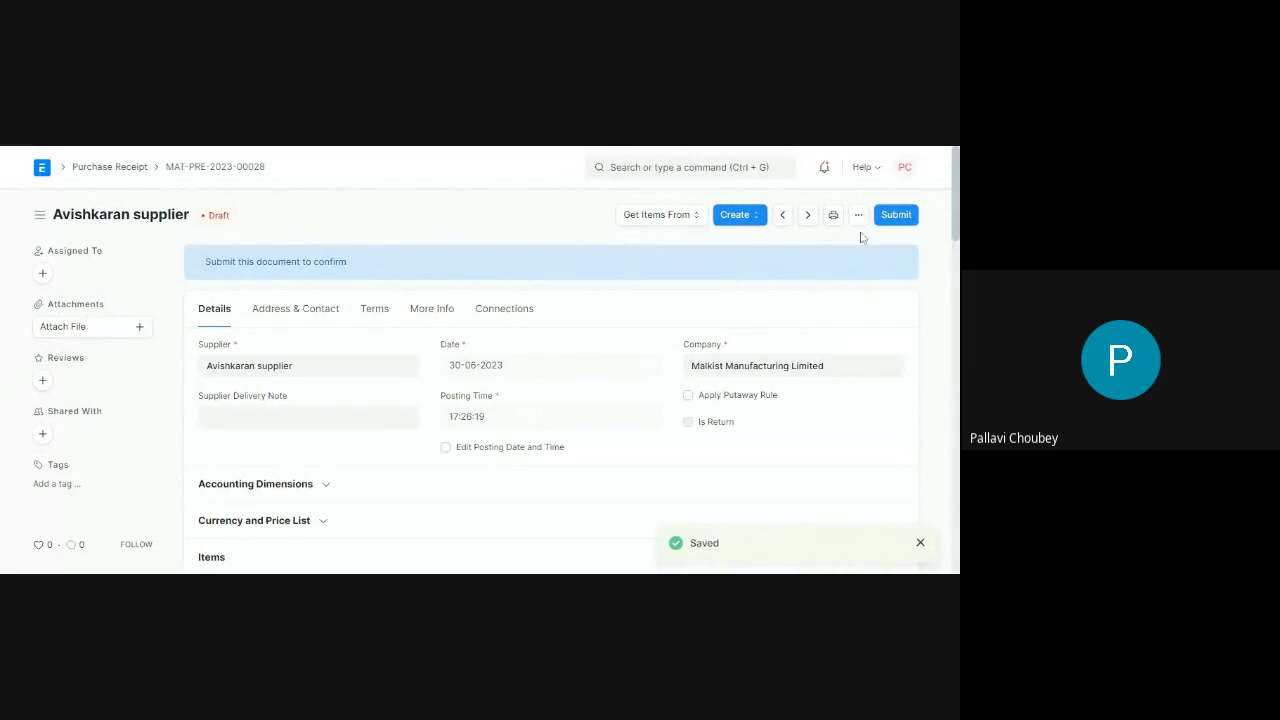 E Purchase Receipt MAT-PRE-2023-00028 Search or type a command (Ctrl + G) Help PC
Avishkaran supplier • Draft Get Items From Create ... Submit
Assigned To
Submit this document to confirm
Attachments
Attach File
Details Address & Contact Terms More Info Connections
Supplier * Date * Company *
Avishkaran supplier 30-06-2023 Malkist Manufacturing Limited
Reviews
Supplier Delivery Note Posting Time * Apply Putaway Rule
17:26:19 Is Return
Shared With
Edit Posting Date and Time
Tags
Add a tag ...
Accounting Dimensions
Currency and Price List
0 · 0 FOLLOW
Items
Saved
P
Pallavi Choubey